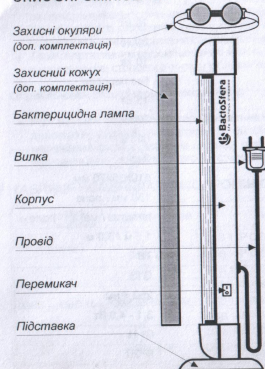 Захисні окуляри
(доп. комплектація)
Захисний кожух
(доп. комплектація)
Бактерицидна лампа
BactoSfera
Вилка
Корпус
Провід
Перемикач
Підставка